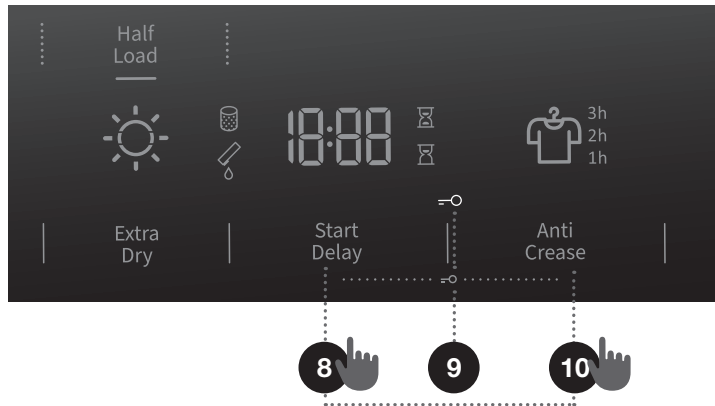 Half
Load
18:88
3h
2h
1h
Extra
Dry
Start
Delay
Anti
Crease
8
9
10